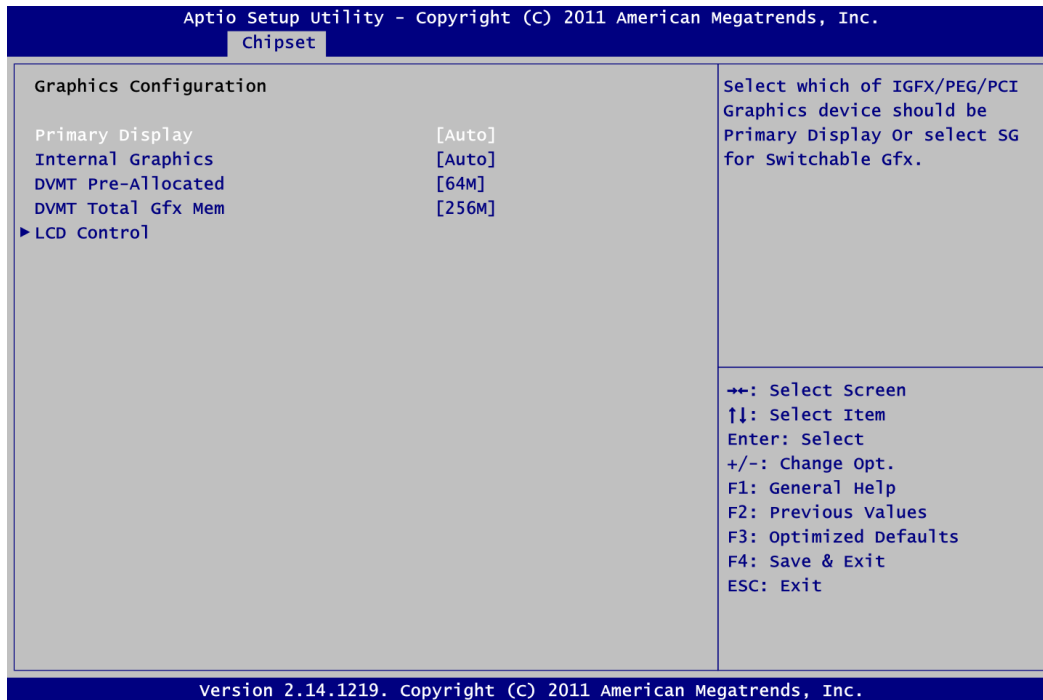 Aptio Setup Utility - Copyright (C) 2011 American Megatrends, Inc.
Chipset
Graphics Configuration
Primary Display [Auto]
Internal Graphics [Auto]
DVMT Pre-Allocated [64M]
DVMT Total Gfx Mem [256M]
►LCD Control
Select which of IGFX/PEG/PCI
Graphics device should be
Primary Display Or select SG
for Switchable Gfx.
→←: Select Screen
↑↓: Select Item
Enter: Select
+/-: Change Opt.
F1: General Help
F2: Previous Values
F3: Optimized Defaults
F4: Save & Exit
ESC: Exit
Version 2.14.1219. Copyright (C) 2011 American Megatrends, Inc.